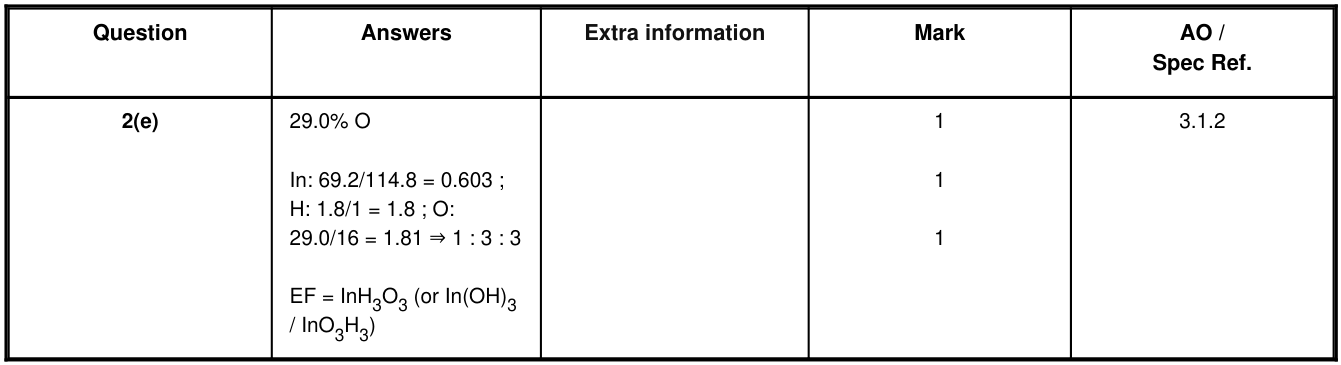 Question Answers Extra information Mark AO /
Spec Ref.
2(e) 29.0% O 1 3.1.2
In: 69.2/114.8 = 0.603 ; 1
H: 1.8/1 = 1.8 ; O:
29.0/16 = 1.81 ⇒ 1 : 3 : 3 1
EF = InH₃O₃ (or In(OH)₃
/ InO₃H₃)